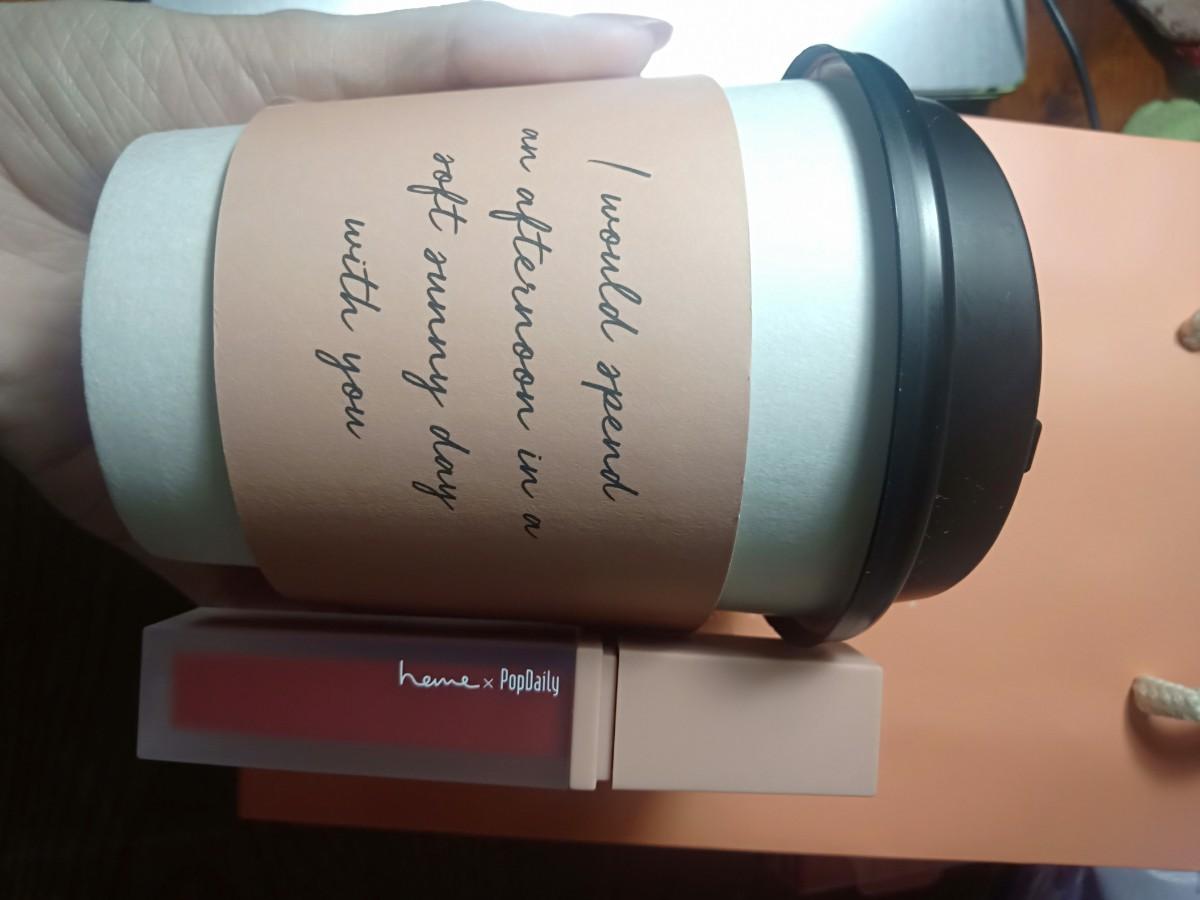 I would spend
an afternoon in a
soft sunny day
with you
heme x PopDaily